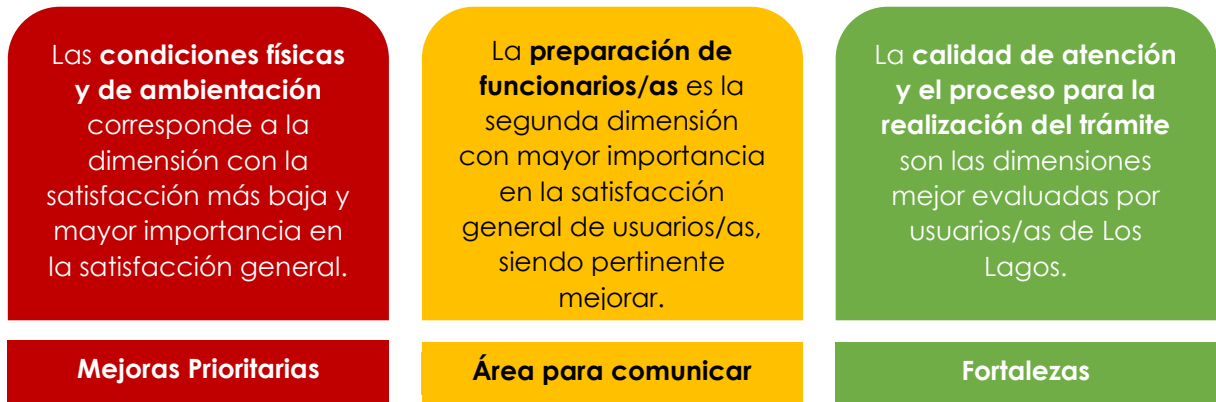 Las condiciones físicas
y de ambientación
corresponde a la
dimensión con la
satisfacción más baja y
mayor importancia en
la satisfacción general.
Mejoras Prioritarias
La preparación de
funcionarios/as es la
segunda dimensión
con mayor importancia
en la satisfacción
general de usuarios/as,
siendo pertinente
mejorar.
Área para comunicar
La calidad de atención
y el proceso para la
realización del trámite
son las dimensiones
mejor evaluadas por
usuarios/as de Los
Lagos.
Fortalezas